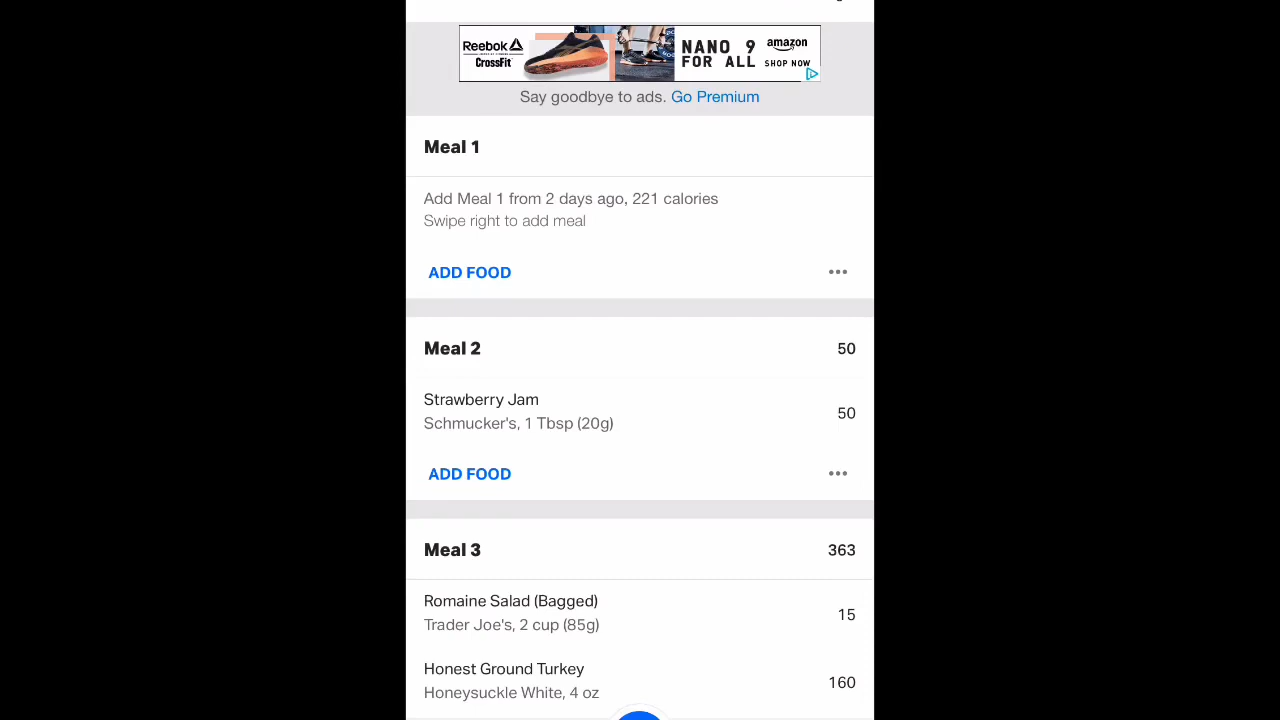 Reebok
CrossFit
NANO 9
FOR ALL
amazon
SHOP NOW
Say goodbye to ads. Go Premium
Meal 1
Add Meal 1 from 2 days ago, 221 calories
Swipe right to add meal
ADD FOOD
Meal 2 50
Strawberry Jam
Schmucker's, 1 Tbsp (20g) 50
ADD FOOD
Meal 3 363
Romaine Salad (Bagged)
Trader Joe's, 2 cup (85g) 15
Honest Ground Turkey
Honeysuckle White, 4 oz 160